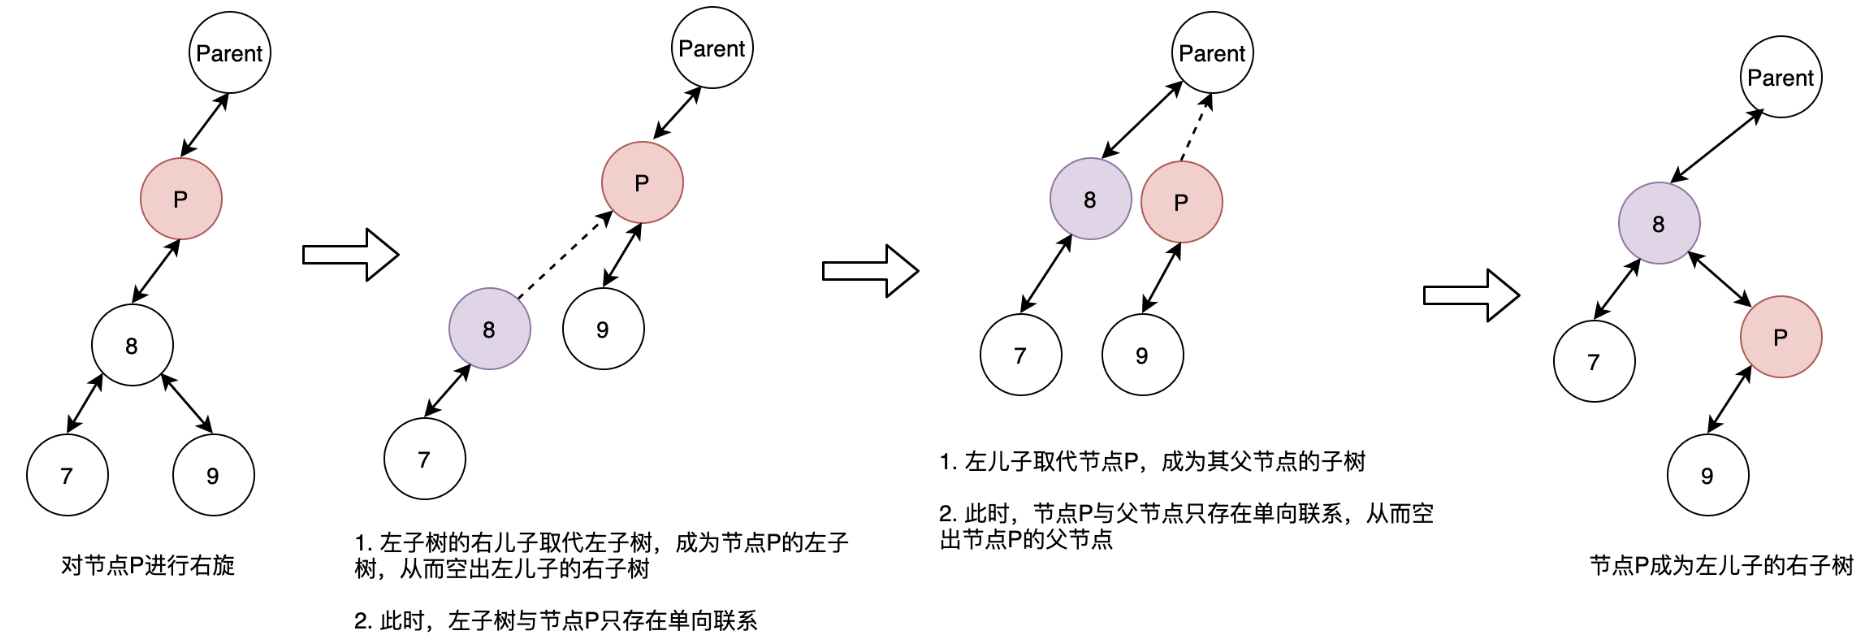 Parent
P
8
7
9
对节点P进行右旋
Parent
P
8
9
7
1. 左子树的右儿子取代左子树，成为节点P的左子
树，从而空出左儿子的右子树
2. 此时，左子树与节点P只存在单向联系
Parent
8
P
7
9
1. 左儿子取代节点P，成为其父节点的子树
2. 此时，节点P与父节点只存在单向联系，从而空
出节点P的父节点
Parent
8
7
P
9
节点P成为左儿子的右子树